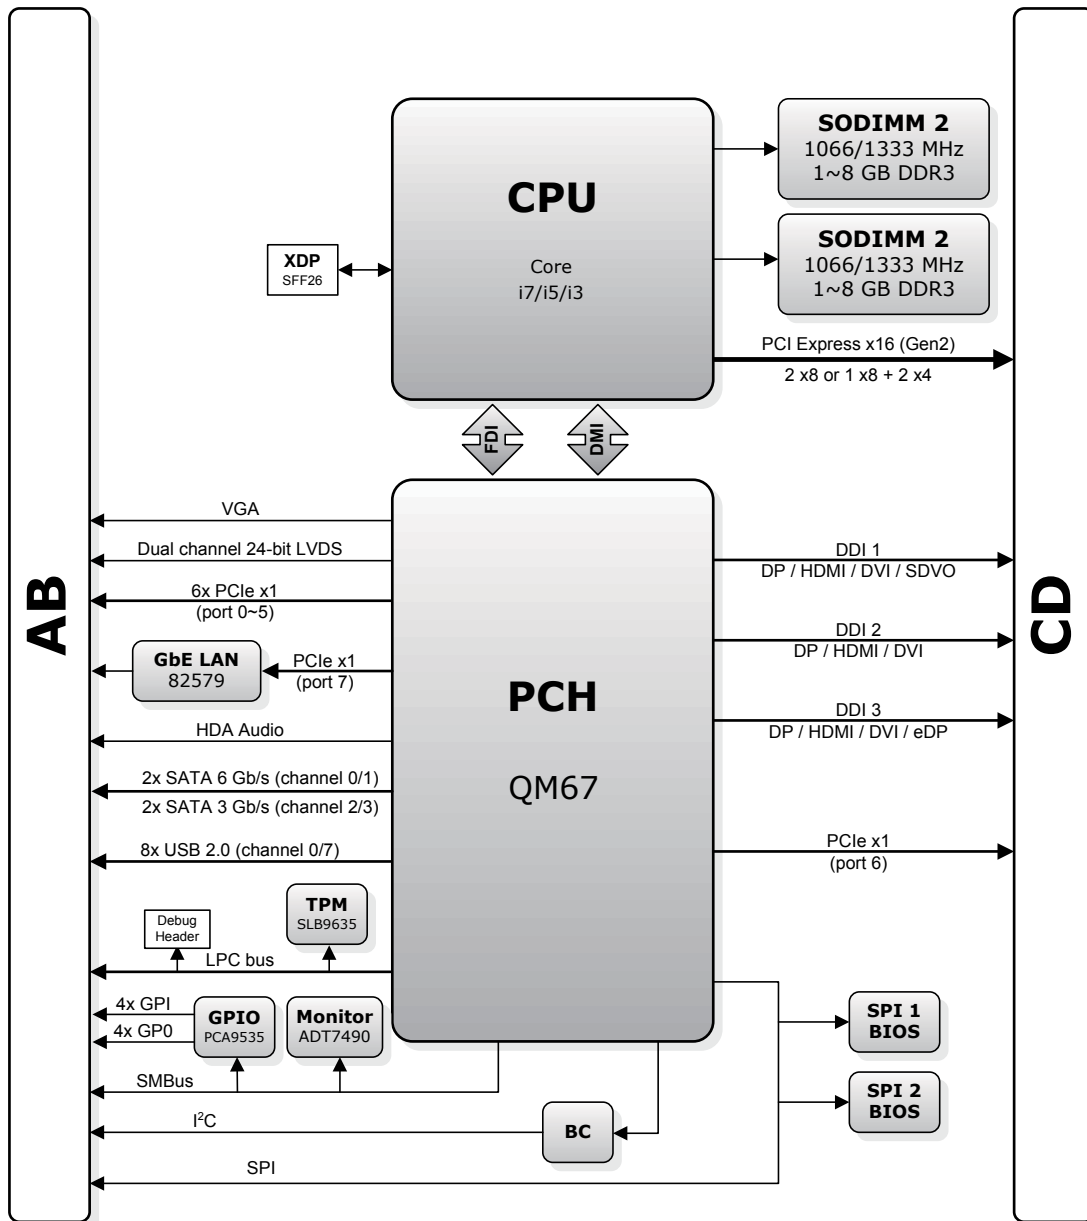 AB
CD
CPU
Core
i7/i5/i3
SODIMM 2
1066/1333 MHz
1~8 GB DDR3
SODIMM 2
1066/1333 MHz
1~8 GB DDR3
XDP
SFF26
PCI Express x16 (Gen2)
2 x8 or 1 x8 + 2 x4
FDI
DMI
PCH
QM67
VGA
Dual channel 24-bit LVDS
6x PCIe x1
(port 0~5)
GbE LAN
82579
PCIe x1
(port 7)
HDA Audio
2x SATA 6 Gb/s (channel 0/1)
2x SATA 3 Gb/s (channel 2/3)
8x USB 2.0 (channel 0/7)
TPM
SLB9635
Debug
Header
LPC bus
4x GPI
4x GP0
GPIO
PCA9535
Monitor
ADT7490
SMBus
I²C
BC
SPI
DDI 1
DP / HDMI / DVI / SDVO
DDI 2
DP / HDMI / DVI
DDI 3
DP / HDMI / DVI / eDP
PCIe x1
(port 6)
SPI 1
BIOS
SPI 2
BIOS